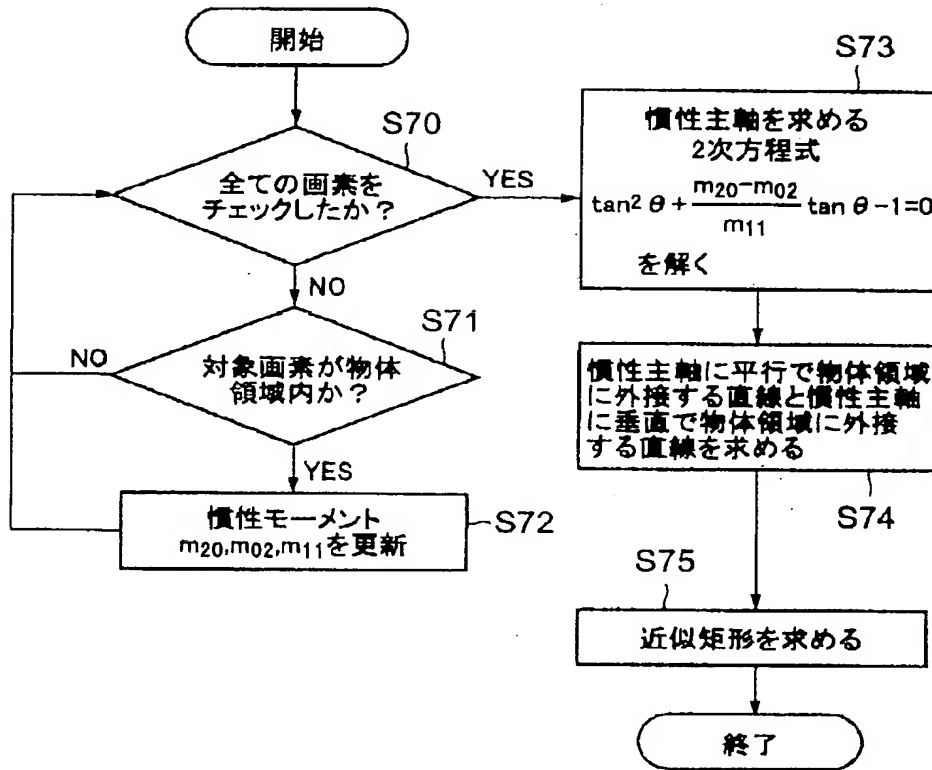 開始
S70
全ての画素を
チェックしたか？
YES
NO
S71
対象画素が物体
領域内か？
NO
YES
慣性モーメント
m20,m02,m11を更新
S72
S73
慣性主軸を求める
2次方程式
tan² θ + (m20-m02)/m11 tan θ -1=0
を解く
慣性主軸に平行で物体領域
に外接する直線と慣性主軸
に垂直で物体領域に外接
する直線を求める
S74
S75
近似矩形を求める
終了